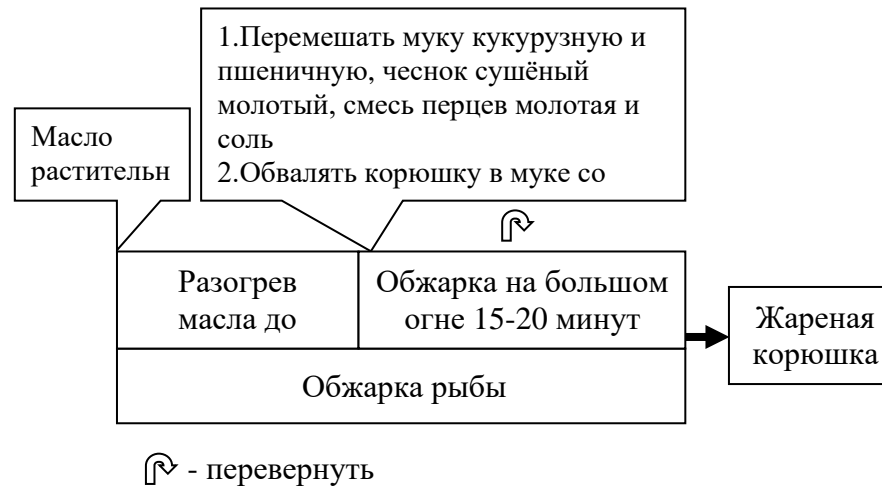 1.Перемешать муку кукурузную и
пшеничную, чеснок сушёный
молотый, смесь перцев молотая и
соль
2.Обвалять корюшку в муке со
Масло
растительн
Разогрев
масла до
Обжарка на большом
огне 15-20 минут
Обжарка рыбы
Жареная
корюшка
- перевернуть